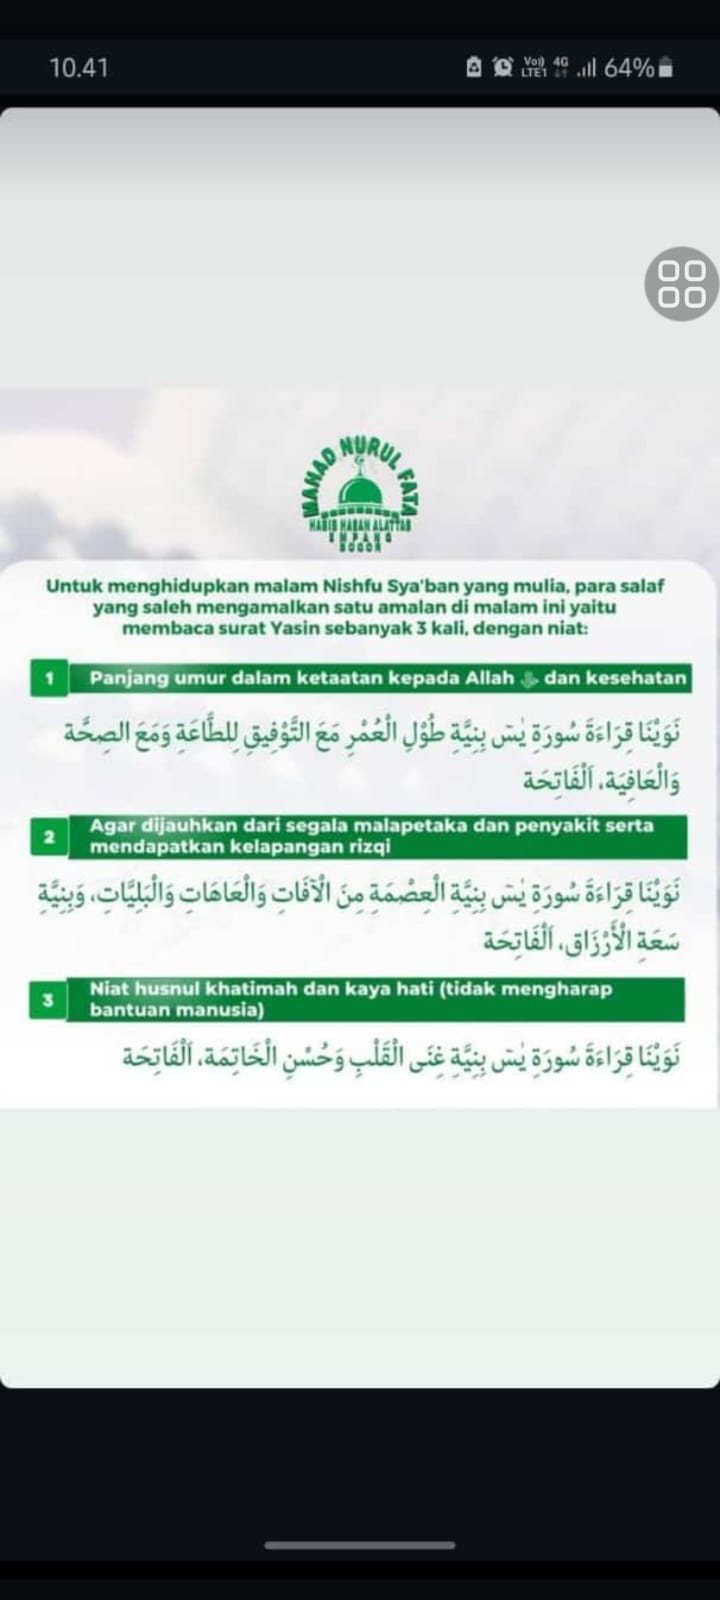 10.41
Vo)) 4G 64%
LTE1
MAHAD NURUL FATA
HABIB HASAN ALATTAS
EMPANG
BOGOR
Untuk menghidupkan malam Nishfu Sya'ban yang mulia, para salaf
yang saleh mengamalkan satu amalan di malam ini yaitu
membaca surat Yasin sebanyak 3 kali, dengan niat:
1 Panjang umur dalam ketaatan kepada Allah ﷻ dan kesehatan
نَوَيْنَا قِرَاءَةَ سُورَةِ يٰسٓ بِنِيَّةِ طُوْلِ الْعُمْرِ مَعَ التَّوْفِيقِ لِلطَّاعَةِ وَمَعَ الصِحَّة
وَالْعَافِيَة، اَلْفَاتِحَة
2 Agar dijauhkan dari segala malapetaka dan penyakit serta
mendapatkan kelapangan rizqi
نَوَيْنَا قِرَاءَةَ سُورَةِ يٰسٓ بِنِيَّةِ الْعِصْمَةِ مِنَ الْآفَاتِ وَالْعَاهَاتِ وَالْبَلِيَّاتِ، وَبِنِيَّةِ
سَعَةِ الْأَرْزَاق، اَلْفَاتِحَة
3 Niat husnul khatimah dan kaya hati (tidak mengharap
bantuan manusia)
نَوَيْنَا قِرَاءَةَ سُورَةِ يٰسٓ بِنِيَّةِ غِنَى الْقَلْبِ وَحُسْنِ الْخَاتِمَة، اَلْفَاتِحَة